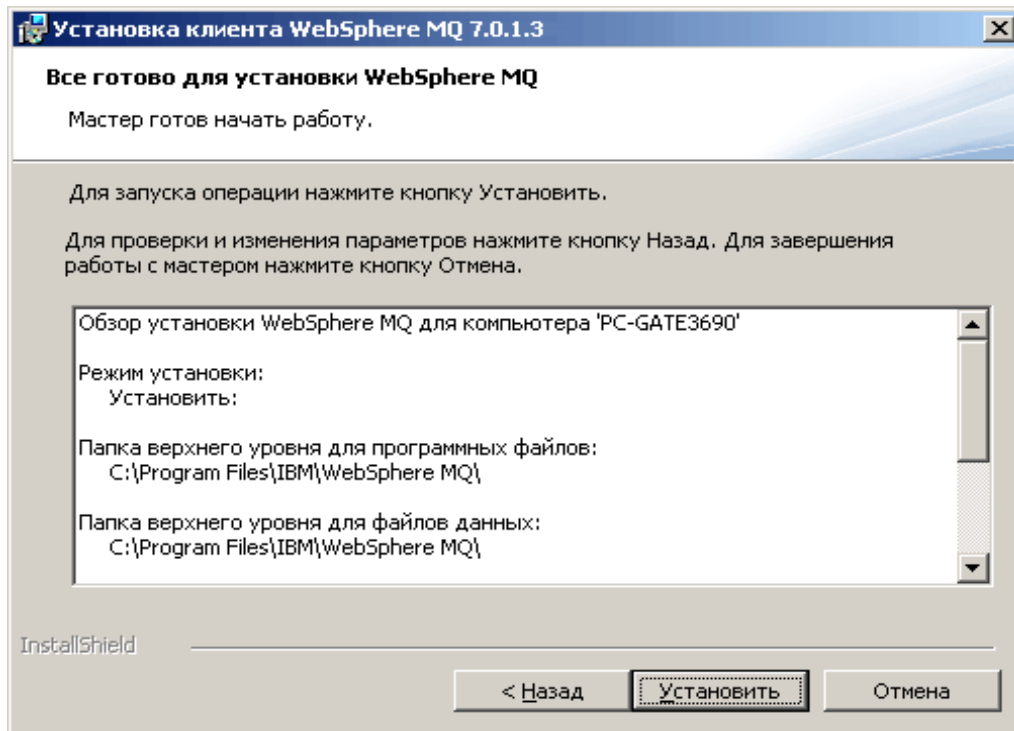 Установка клиента WebSphere MQ 7.0.1.3
Все готово для установки WebSphere MQ
Мастер готов начать работу.
Для запуска операции нажмите кнопку Установить.
Для проверки и изменения параметров нажмите кнопку Назад. Для завершения
работы с мастером нажмите кнопку Отмена.
Обзор установки WebSphere MQ для компьютера 'PC-GATE3690'
Режим установки:
Установить:
Папка верхнего уровня для программных файлов:
C:\Program Files\IBM\WebSphere MQ\
Папка верхнего уровня для файлов данных:
C:\Program Files\IBM\WebSphere MQ\
InstallShield
< Назад
Установить
Отмена